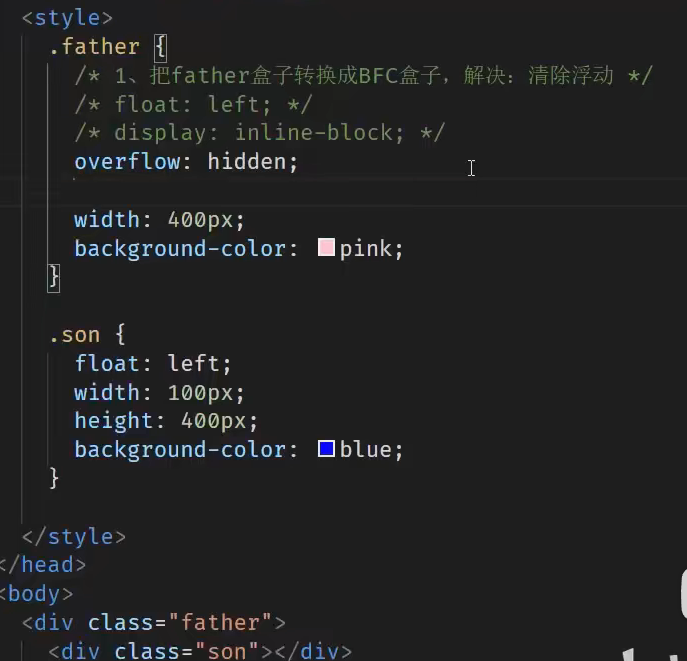 <style>
.father {
/* 1、把father盒子转换成BFC盒子，解决：清除浮动 */
/* float: left; */
/* display: inline-block; */
overflow: hidden;
width: 400px;
background-color: pink;
}
.son {
float: left;
width: 100px;
height: 400px;
background-color: blue;
}
</style>
</head>
<body>
<div class="father">
<div class="son"></div>